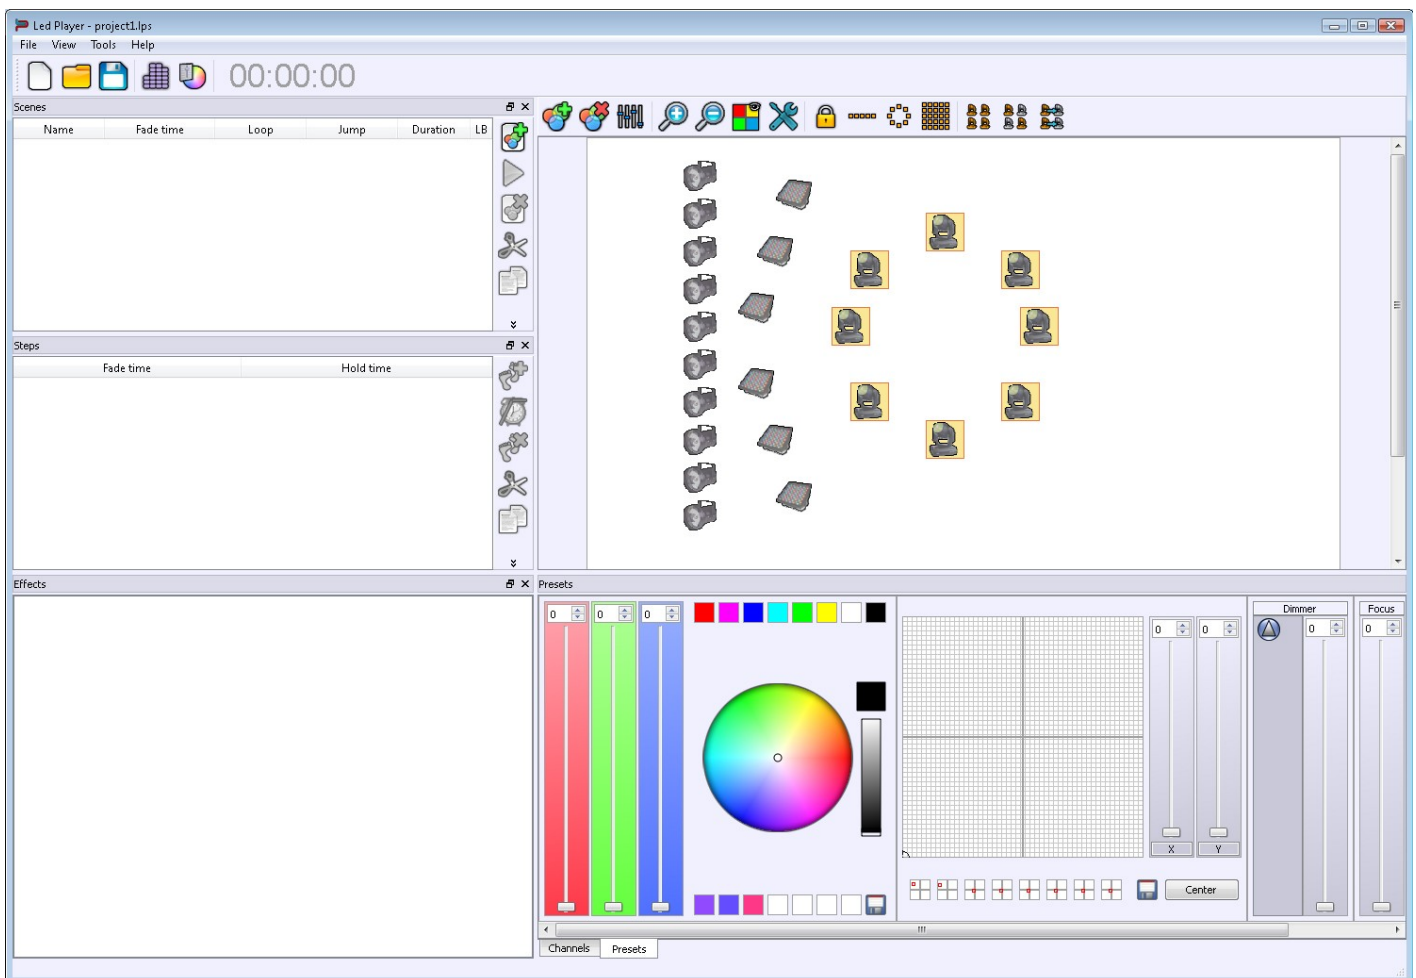 Led Player - project1.lps
File View Tools Help
00:00:00
Scenes
Name Fade time Loop Jump Duration LB
Steps
Fade time Hold time
Effects
Presets
0 0 0
0 0
Dimmer
0
Focus
0
X Y
Center
Channels Presets